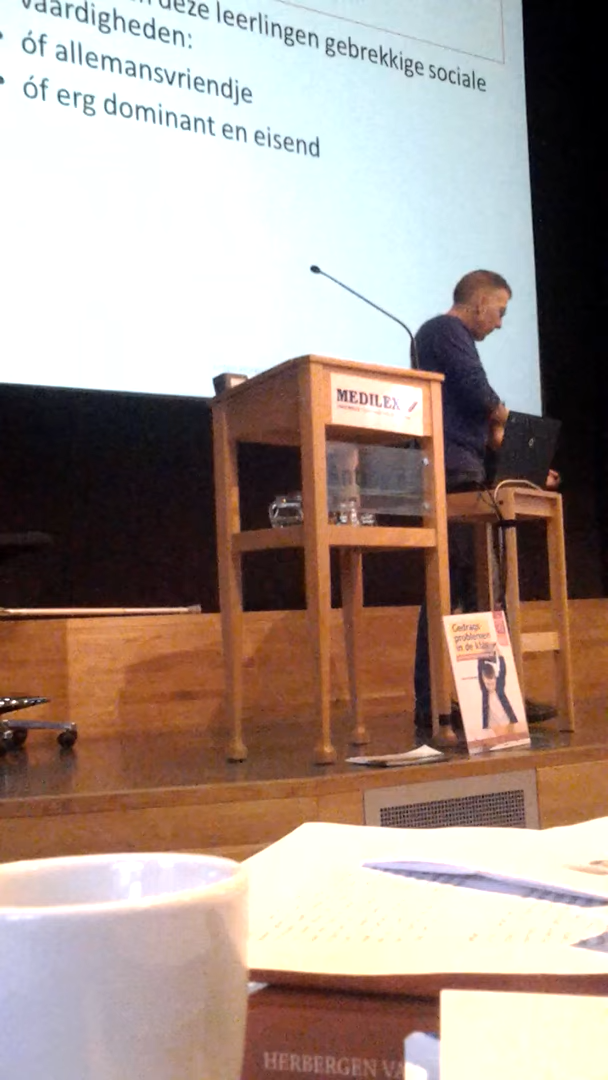 deze leerlingen gebrekkige sociale
vaardigheden:
• óf allemansvriendje
• óf erg dominant en eisend
MEDILEX
Gedrags
problemen
in de klas
HERBERGEN VA